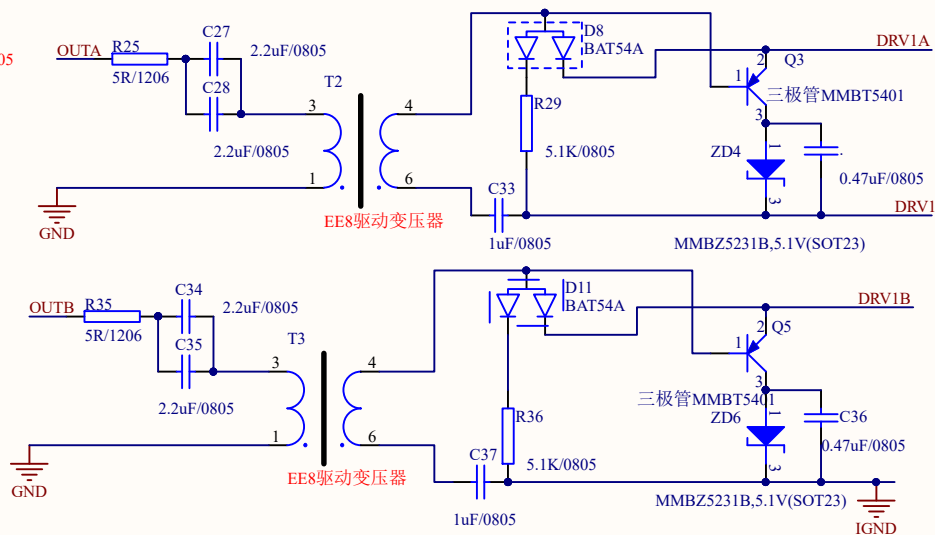 05
OUTA
R25
5R/1206
C27
2.2uF/0805
C28
2.2uF/0805
T2
3
4
1
6
GND
EE8驱动变压器
C33
1uF/0805
D8
BAT54A
R29
5.1K/0805
DRV1A
2
Q3
1
三极管MMBT5401
3
ZD4
1
3
0.47uF/0805
DRV1
MMBZ5231B,5.1V(SOT23)
OUTB
R35
5R/1206
C34
2.2uF/0805
C35
2.2uF/0805
T3
3
4
1
6
GND
EE8驱动变压器
C37
1uF/0805
D11
BAT54A
R36
5.1K/0805
DRV1B
2
Q5
1
3
三极管MMBT5401
ZD6
1
3
C36
0.47uF/0805
MMBZ5231B,5.1V(SOT23)
IGND